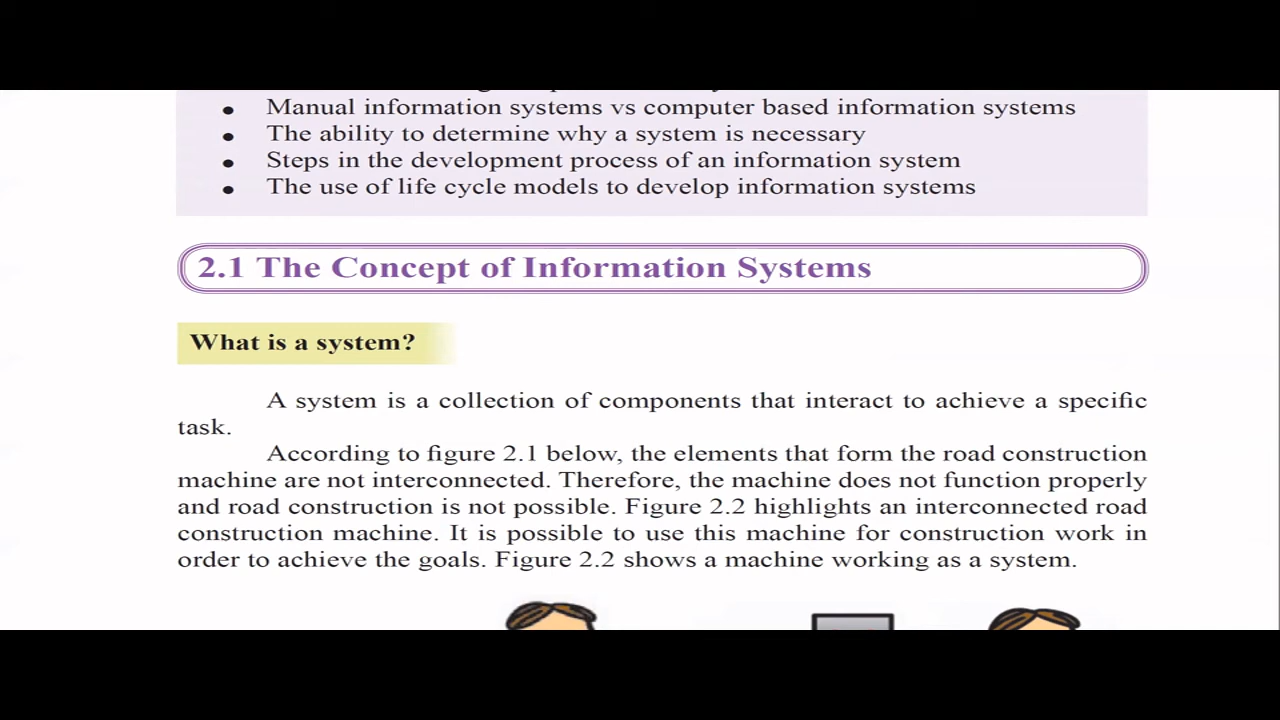 • Manual information systems vs computer based information systems
• The ability to determine why a system is necessary
• Steps in the development process of an information system
• The use of life cycle models to develop information systems
2.1 The Concept of Information Systems
What is a system?
A system is a collection of components that interact to achieve a specific
task.
According to figure 2.1 below, the elements that form the road construction
machine are not interconnected. Therefore, the machine does not function properly
and road construction is not possible. Figure 2.2 highlights an interconnected road
construction machine. It is possible to use this machine for construction work in
order to achieve the goals. Figure 2.2 shows a machine working as a system.